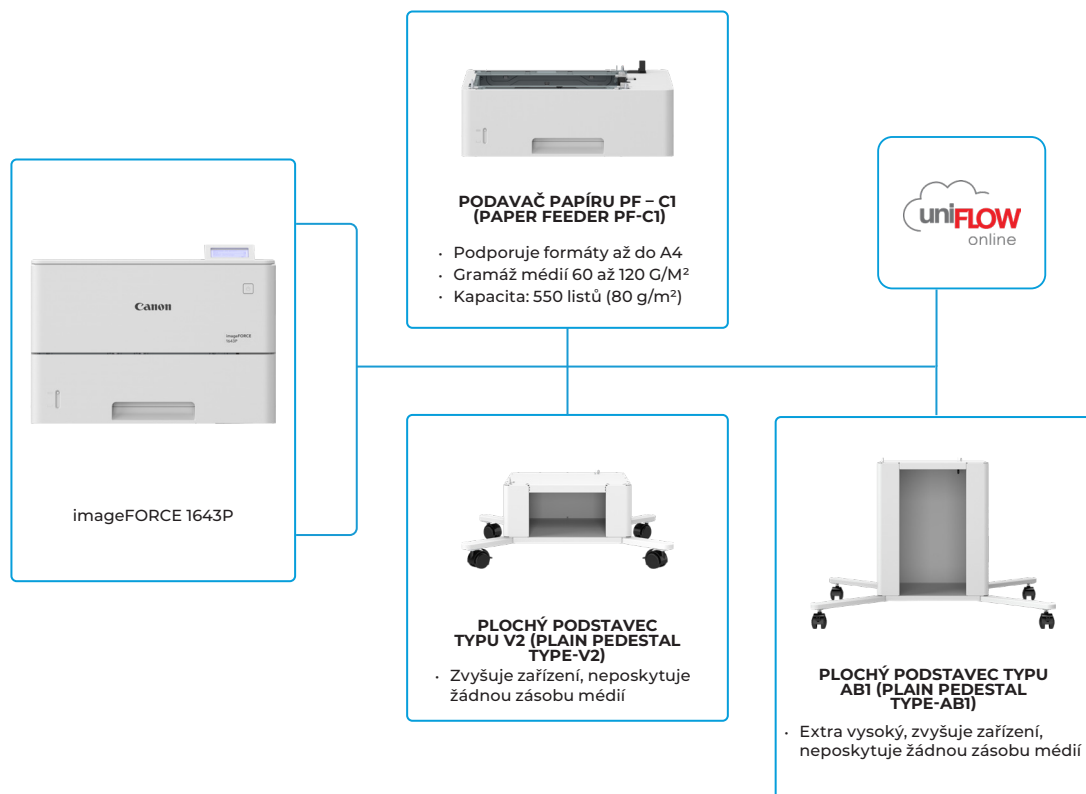 Canon
imageFORCE
1643P
imageFORCE 1643P
PODAVAČ PAPÍRU PF – C1
(PAPER FEEDER PF-C1)
· Podporuje formáty až do A4
· Gramáž médií 60 až 120 G/M²
· Kapacita: 550 listů (80 g/m²)
uniFLOW
online
PLOCHÝ PODSTAVEC
TYPU V2 (PLAIN PEDESTAL
TYPE-V2)
· Zvyšuje zařízení, neposkytuje
žádnou zásobu médií
PLOCHÝ PODSTAVEC TYPU
AB1 (PLAIN PEDESTAL
TYPE-AB1)
· Extra vysoký, zvyšuje zařízení,
neposkytuje žádnou zásobu médií